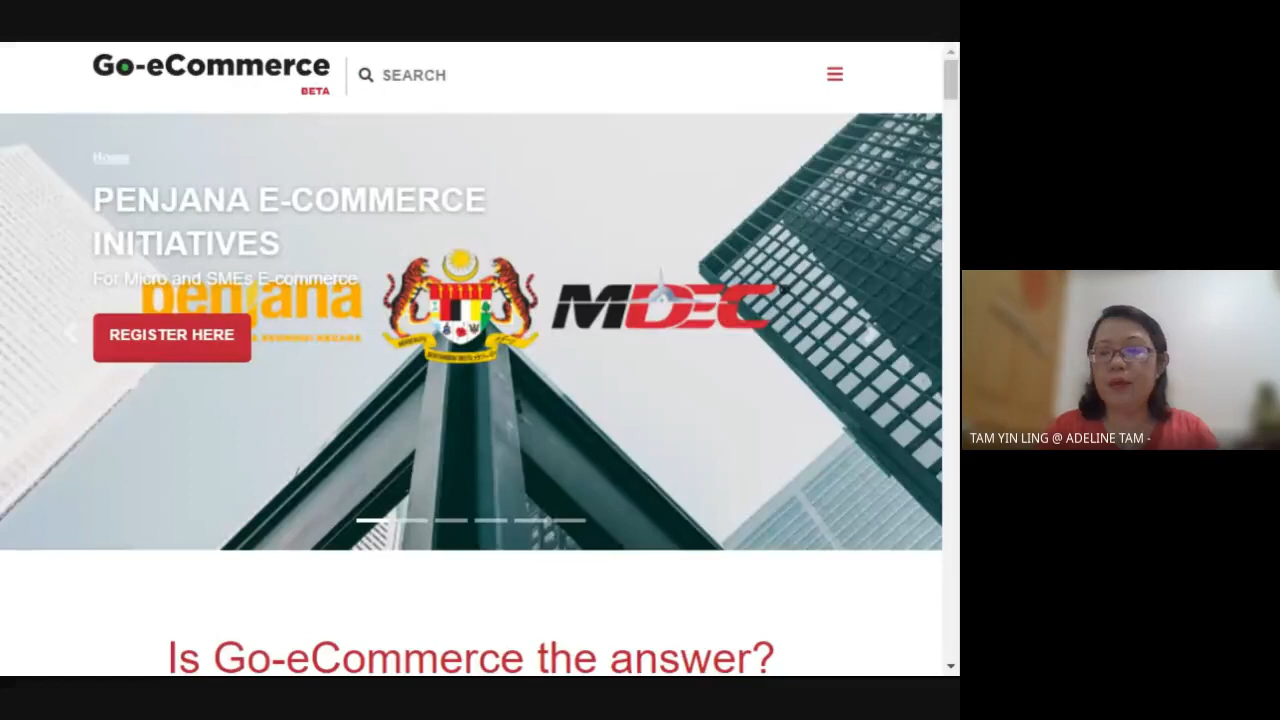 Go-eCommerce
BETA
SEARCH
Home
PENJANA E-COMMERCE
INITIATIVES
For Micro and SMEs E-commerce
penjana
REGISTER HERE
MDEC
TAM YIN LING @ ADELINE TAM -
Is Go-eCommerce the answer?